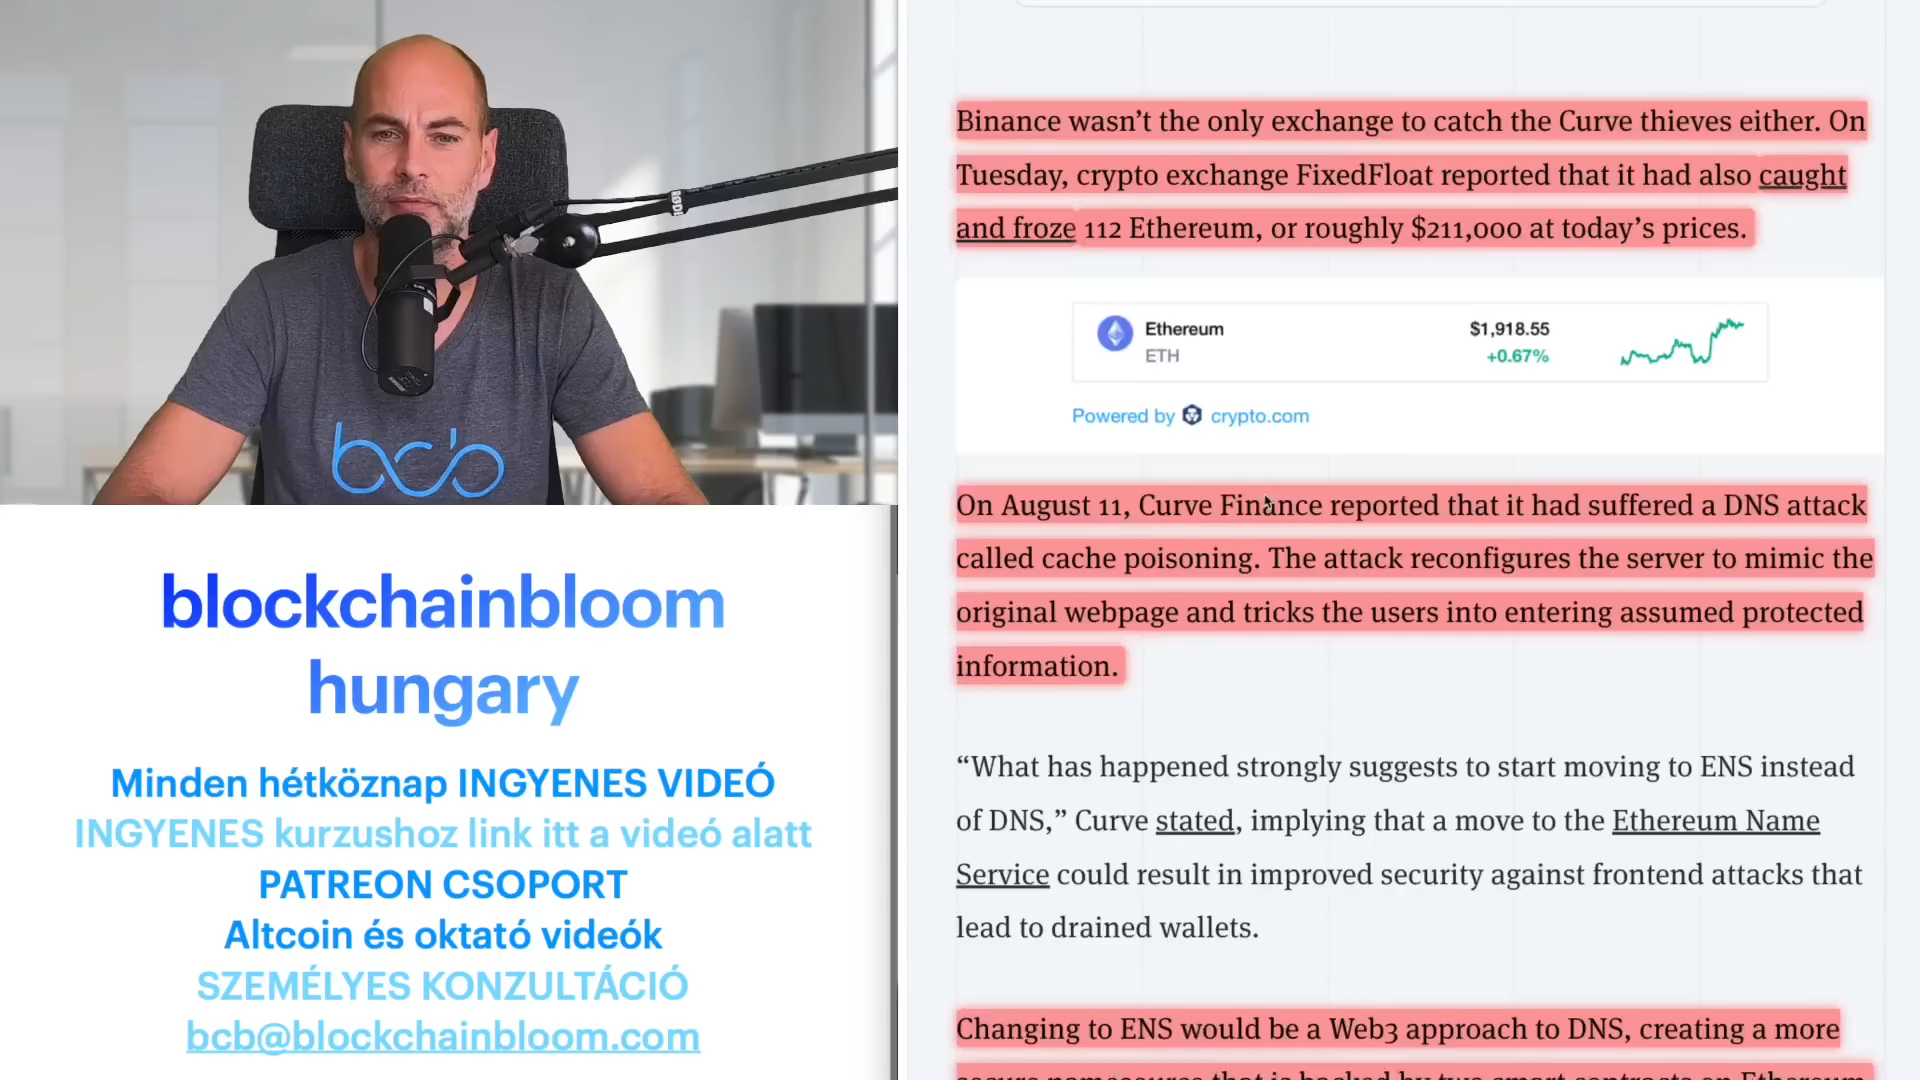 bcb
RØDE
blockchainbloom
hungary
Minden hétköznap INGYENES VIDEÓ
INGYENES kurzushoz link itt a videó alatt
PATREON CSOPORT
Altcoin és oktató videók
SZEMÉLYES KONZULTÁCIÓ
bcb@blockchainbloom.com
Binance wasn’t the only exchange to catch the Curve thieves either. On
Tuesday, crypto exchange FixedFloat reported that it had also caught
and froze 112 Ethereum, or roughly $211,000 at today’s prices.
Ethereum $1,918.55
ETH +0.67%
Powered by crypto.com
On August 11, Curve Finance reported that it had suffered a DNS attack
called cache poisoning. The attack reconfigures the server to mimic the
original webpage and tricks the users into entering assumed protected
information.
“What has happened strongly suggests to start moving to ENS instead
of DNS,” Curve stated, implying that a move to the Ethereum Name
Service could result in improved security against frontend attacks that
lead to drained wallets.
Changing to ENS would be a Web3 approach to DNS, creating a more